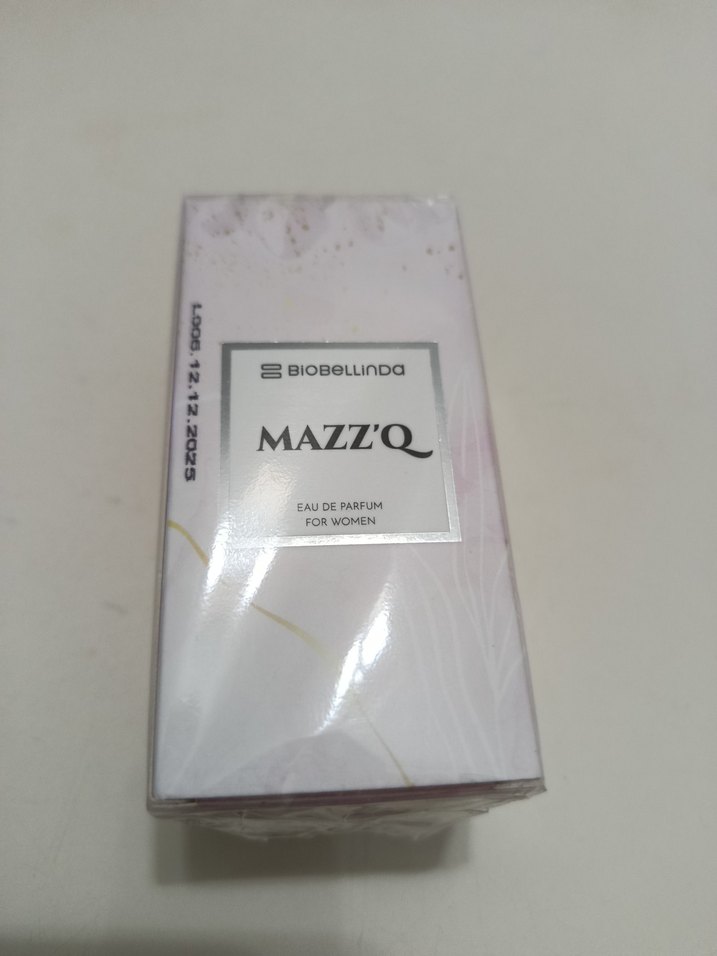 BIOBELLINDA
MAZZ'Q
EAU DE PARFUM
FOR WOMEN
L006.12.12.2025